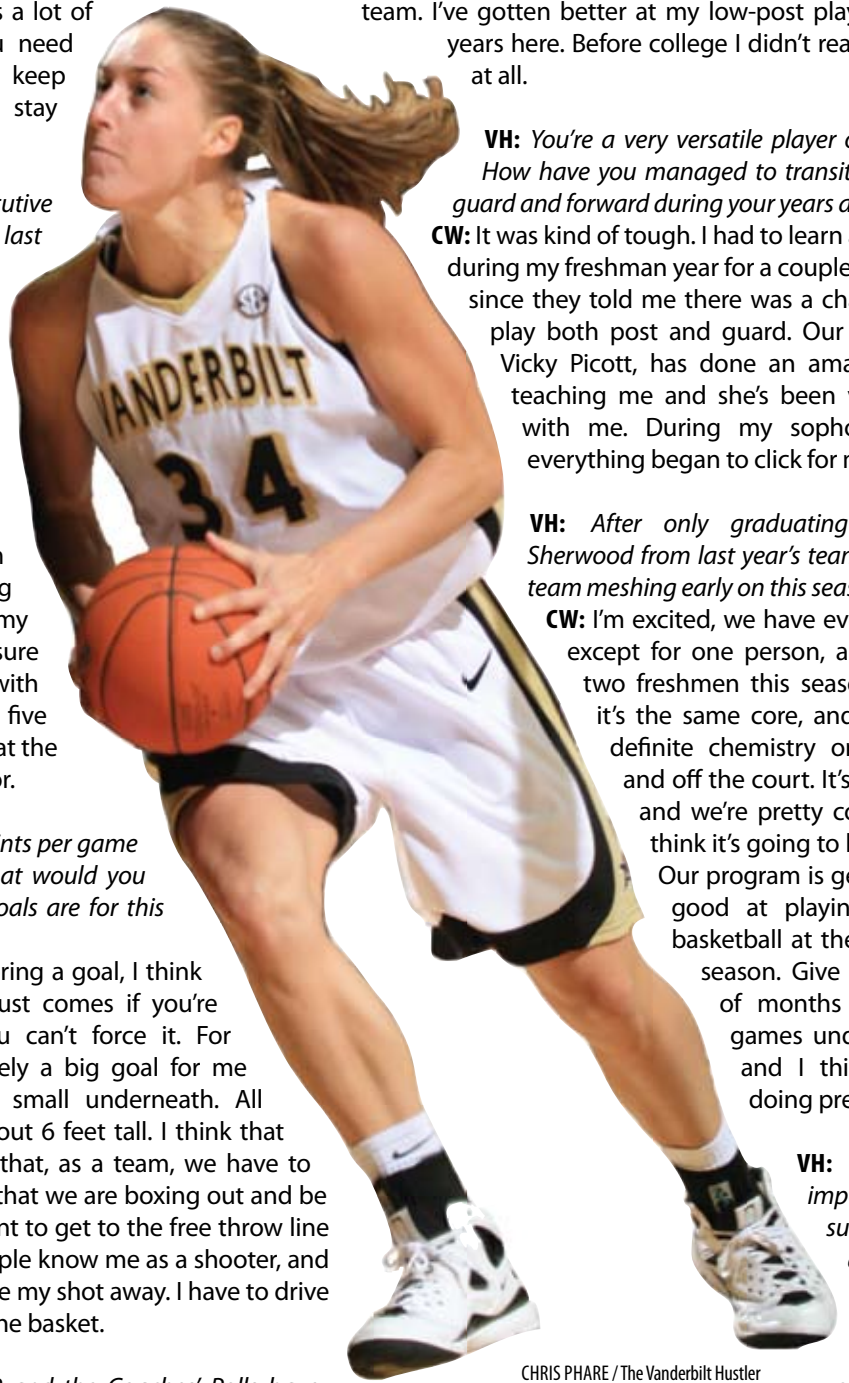 s a lot of
need
keep
stay
cutive
last
n
g
my
sure
with
five
at the
or.
nts per game
at would you
oals are for this
ring a goal, I think
ust comes if you're
u can't force it. For
ely a big goal for me
small underneath. All
out 6 feet tall. I think that
that, as a team, we have to
that we are boxing out and be
nt to get to the free throw line
ple know me as a shooter, and
e my shot away. I have to drive
he basket.
VANDERBILT
34
team. I've gotten better at my low-post play
years here. Before college I didn't rea
at all.
VH: You're a very versatile player
How have you managed to transit
guard and forward during your years a
CW: It was kind of tough. I had to learn
during my freshman year for a couple
since they told me there was a cha
play both post and guard. Our
Vicky Picott, has done an ama
teaching me and she's been
with me. During my sopho
everything began to click for
VH: After only graduating
Sherwood from last year's team
team meshing early on this seas
CW: I'm excited, we have ev
except for one person, a
two freshmen this seas
it's the same core, and
definite chemistry on
and off the court. It's
and we're pretty co
think it's going to
Our program is ge
good at playin
basketball at the
season. Give
of months
games und
and I thi
doing pre
VH:
imp
su
CHRIS PHARE / The Vanderbilt Hustler